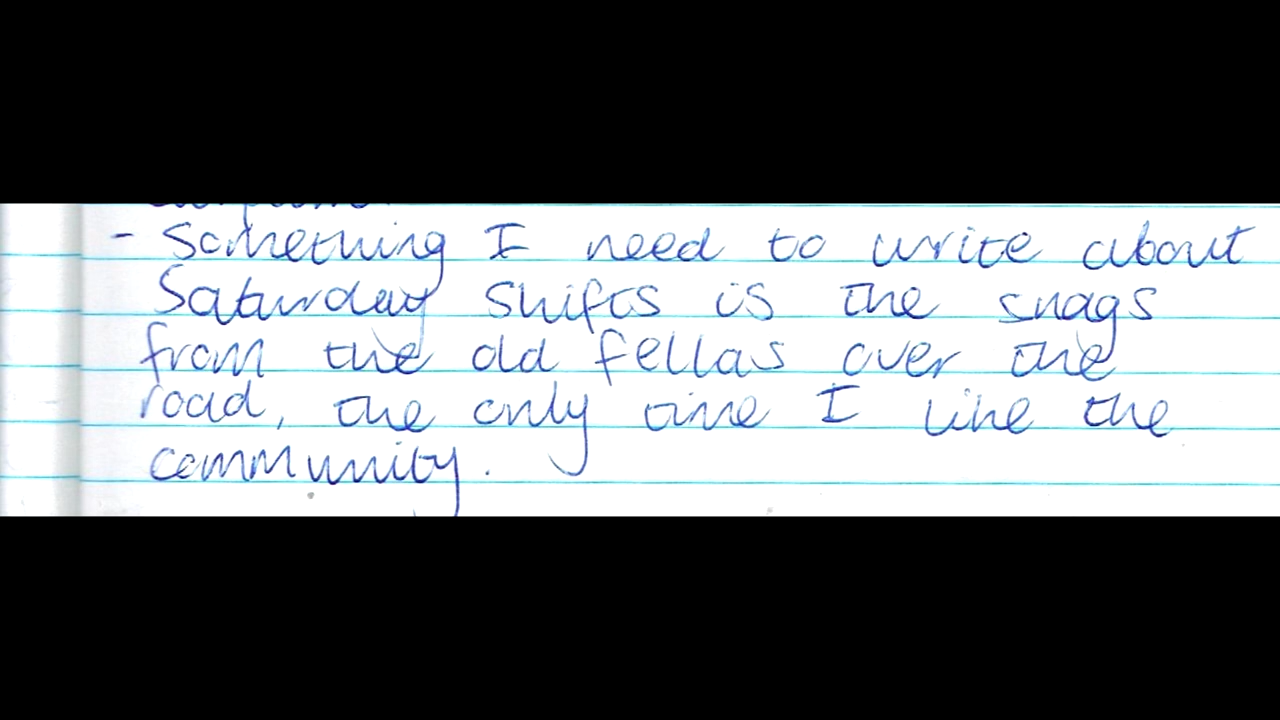 - Something I need to write about
Saturday shifts is the snags
from the old fellas over the
road, the only time I like the
community.